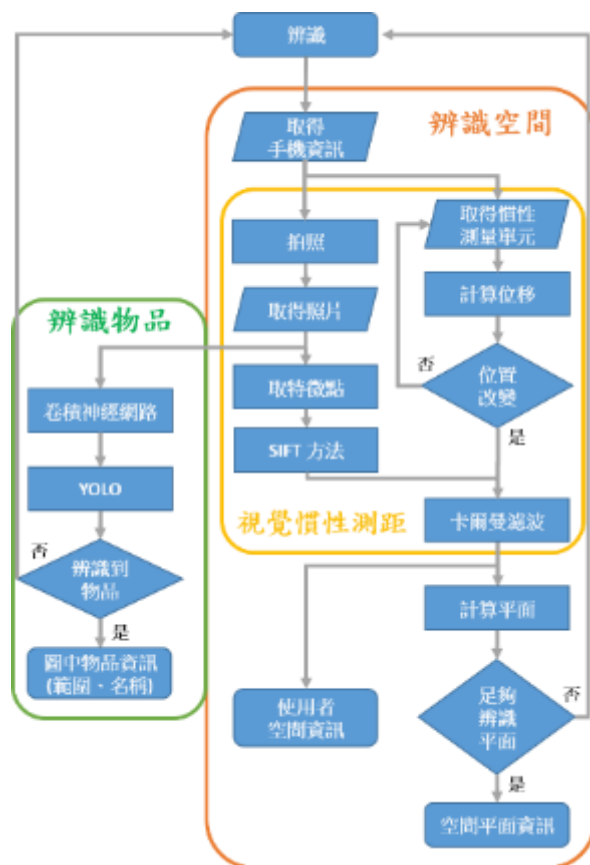 辨識
取得
手機資訊
辨識空間
拍照
取得慣性
測量單元
取得照片
計算位移
辨識物品
否
位置
改變
取特徵點
卷積神經網路
SIFT 方法
是
YOLO
視覺慣性測距
卡爾曼濾波
否
辨識到
物品
計算平面
是
圖中物品資訊
(範圍、名稱)
使用者
空間資訊
足夠
辨識
平面
否
是
空間平面資訊